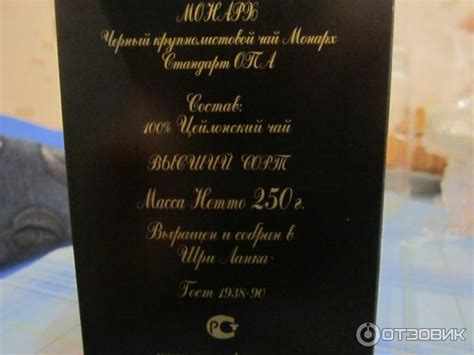 МОНАРХ
Черный крупнолистовой чай Монарх
Стандарт ОПА
Состав:
100% Цейлонский чай
ВЫСШИЙ СОРТ
Масса Нетто 250 г.
Выращен и собран в
Шри Ланка
Гост 1938-90
РСТ
ОТЗОВИК